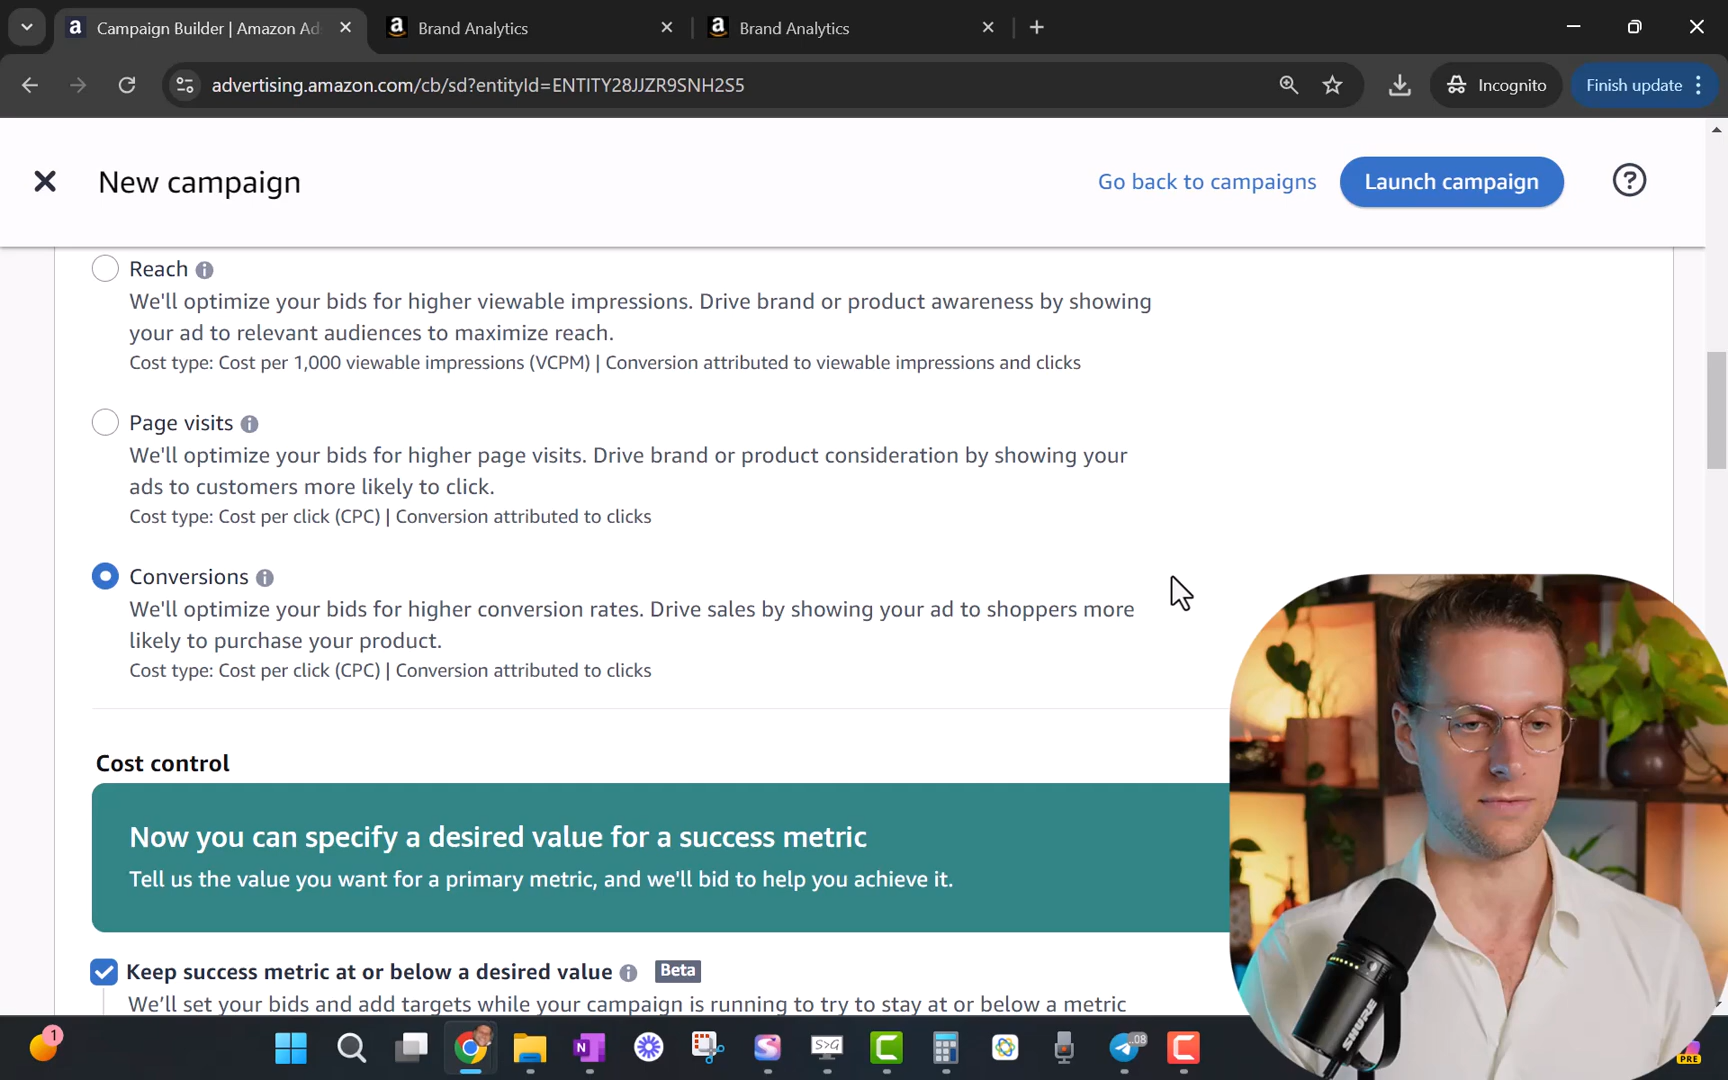 Campaign Builder | Amazon Ad
Brand Analytics
Brand Analytics
advertising.amazon.com/cb/sd?entityId=ENTITY28JJZR9SNH2S5
Incognito
Finish update
New campaign
Go back to campaigns
Launch campaign
Reach
We'll optimize your bids for higher viewable impressions. Drive brand or product awareness by showing
your ad to relevant audiences to maximize reach.
Cost type: Cost per 1,000 viewable impressions (VCPM) | Conversion attributed to viewable impressions and clicks
Page visits
We'll optimize your bids for higher page visits. Drive brand or product consideration by showing your
ads to customers more likely to click.
Cost type: Cost per click (CPC) | Conversion attributed to clicks
Conversions
We'll optimize your bids for higher conversion rates. Drive sales by showing your ad to shoppers more
likely to purchase your product.
Cost type: Cost per click (CPC) | Conversion attributed to clicks
Cost control
Now you can specify a desired value for a success metric
Tell us the value you want for a primary metric, and we'll bid to help you achieve it.
Keep success metric at or below a desired value
Beta
We'll set your bids and add targets while your campaign is running to try to stay at or below a metric
SHURE
1
N
S>G
08
PRE